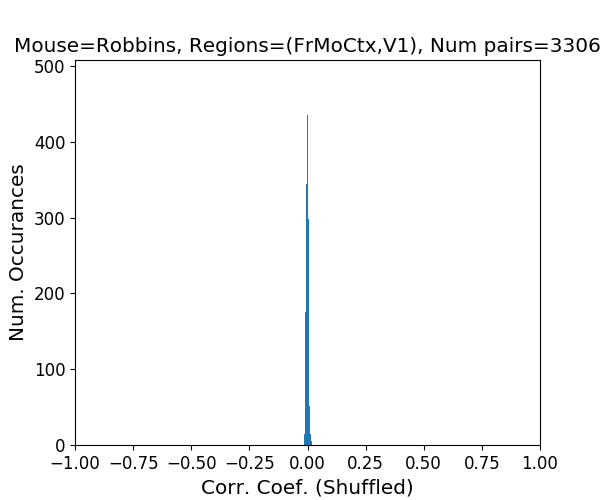 Mouse=Robbins, Regions=(FrMoCtx,V1), Num pairs=3306
500
400
300
200
100
0
Num. Occurances
−1.00 −0.75 −0.50 −0.25 0.00 0.25 0.50 0.75 1.00
Corr. Coef. (Shuffled)